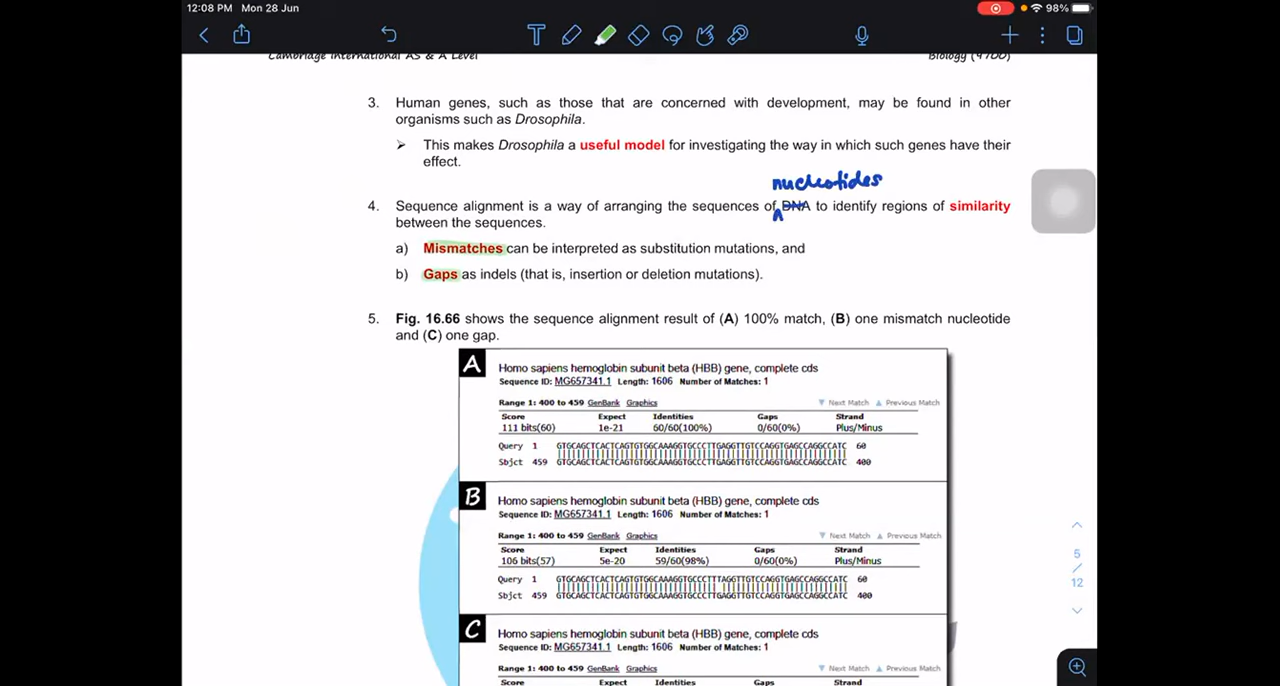 12:08 PM Mon 28 Jun
98%
Cambridge International AS & A Level Biology (9700)
3. Human genes, such as those that are concerned with development, may be found in other
organisms such as Drosophila.
➤ This makes Drosophila a useful model for investigating the way in which such genes have their
effect.
nucleotides
4. Sequence alignment is a way of arranging the sequences of DNA to identify regions of similarity
between the sequences.
a) Mismatches can be interpreted as substitution mutations, and
b) Gaps as indels (that is, insertion or deletion mutations).
5. Fig. 16.66 shows the sequence alignment result of (A) 100% match, (B) one mismatch nucleotide
and (C) one gap.
A
Homo sapiens hemoglobin subunit beta (HBB) gene, complete cds
Sequence ID: MG657341.1 Length: 1606 Number of Matches: 1
Range 1: 400 to 459 GenBank Graphics Next Match Previous Match
Score Expect Identities Gaps Strand
111 bits(60) 1e-21 60/60(100%) 0/60(0%) Plus/Minus
Query 1 GTGCAGCTCACTCAGTGTGGCAAAGGTGCCCTTGAGGTTGTCCAGGTGAGCCAGGCCATC 60
Sbjct 459 GTGCAGCTCACTCAGTGTGGCAAAGGTGCCCTTGAGGTTGTCCAGGTGAGCCAGGCCATC 400
B
Homo sapiens hemoglobin subunit beta (HBB) gene, complete cds
Sequence ID: MG657341.1 Length: 1606 Number of Matches: 1
Range 1: 400 to 459 GenBank Graphics Next Match Previous Match
Score Expect Identities Gaps Strand
106 bits(57) 5e-20 59/60(98%) 0/60(0%) Plus/Minus
Query 1 GTGCAGCTCACTCAGTGTGGCAAAGGTGCCCTTTAGGTTGTCCAGGTGAGCCAGGCCATC 60
Sbjct 459 GTGCAGCTCACTCAGTGTGGCAAAGGTGCCCTTGAGGTTGTCCAGGTGAGCCAGGCCATC 400
C
Homo sapiens hemoglobin subunit beta (HBB) gene, complete cds
Sequence ID: MG657341.1 Length: 1606 Number of Matches: 1
Range 1: 400 to 459 GenBank Graphics Next Match Previous Match
Score Expect Identities Gaps Strand
5
/
12